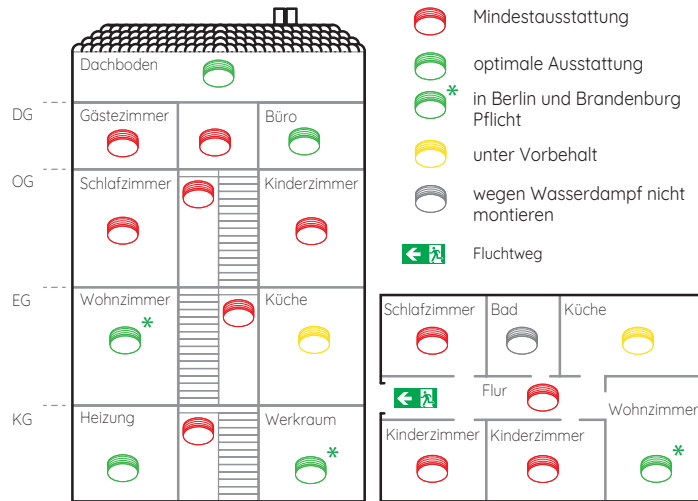 Dachboden
DG
Gästezimmer
Büro
OG
Schlafzimmer
Kinderzimmer
EG
Wohnzimmer
*
Küche
KG
Heizung
Werkraum
*
Mindestausstattung
optimale Ausstattung
*
in Berlin und Brandenburg
Pflicht
unter Vorbehalt
wegen Wasserdampf nicht
montieren
Fluchtweg
Schlafzimmer
Bad
Küche
Flur
Wohnzimmer
*
Kinderzimmer
Kinderzimmer